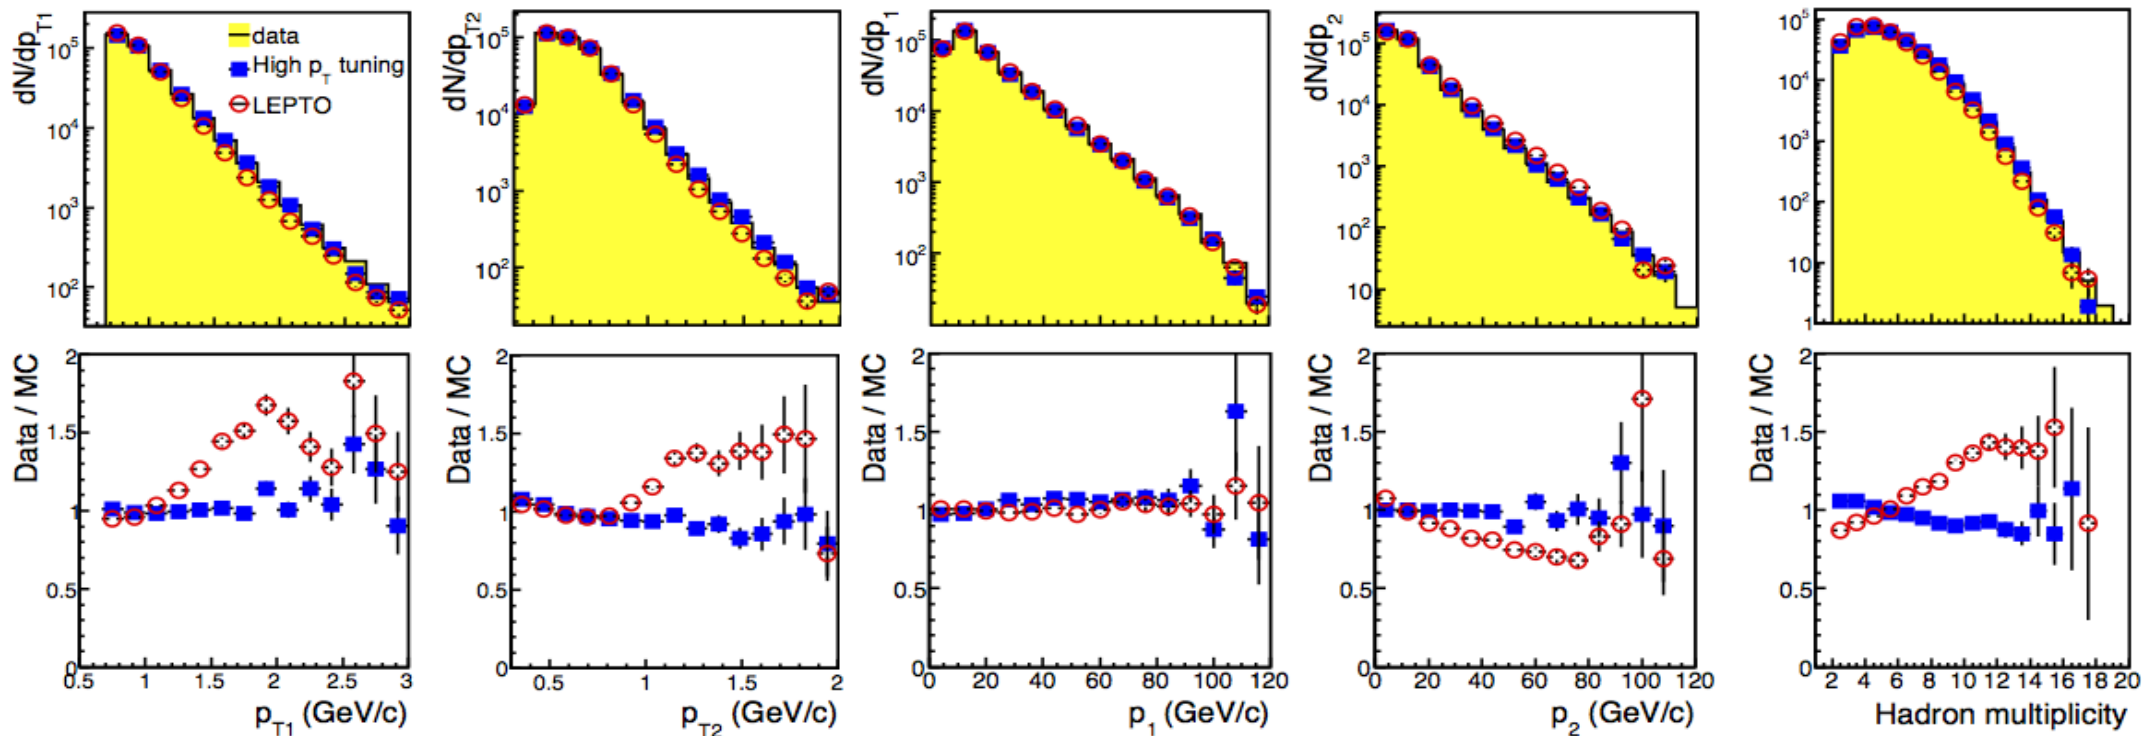 dN/dp_T1
10^5
10^4
10^3
10^2
data
High p_T tuning
LEPTO
dN/dp_T2
10^5
10^4
10^3
10^2
dN/dp_1
10^5
10^4
10^3
10^2
dN/dp_2
10^5
10^4
10^3
10^2
10
10^5
10^4
10^3
10^2
10
1
Data / MC
2
1.5
1
0.5
0
0.5 1 1.5 2 2.5 3
p_T1 (GeV/c)
Data / MC
2
1.5
1
0.5
0
0.5 1 1.5 2
p_T2 (GeV/c)
Data / MC
2
1.5
1
0.5
0
0 20 40 60 80 100 120
p_1 (GeV/c)
Data / MC
2
1.5
1
0.5
0
0 20 40 60 80 100 120
p_2 (GeV/c)
Data / MC
2
1.5
1
0.5
0
2 4 6 8 10 12 14 16 18 20
Hadron multiplicity